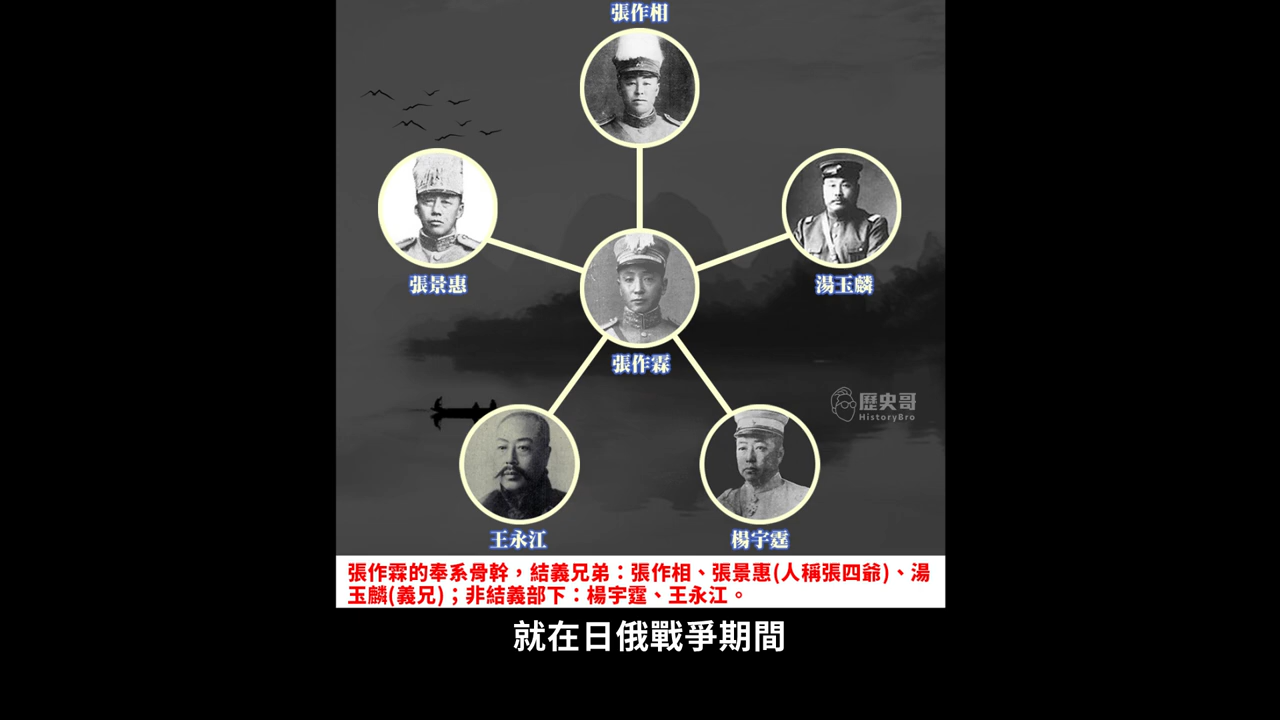 張作相
張景惠
湯玉麟
張作霖
歷史哥
HistoryBro
王永江
楊宇霆
張作霖的奉系骨幹，結義兄弟：張作相、張景惠(人稱張四爺)、湯
玉麟(義兄)；非結義部下：楊宇霆、王永江。
就在日俄戰爭期間